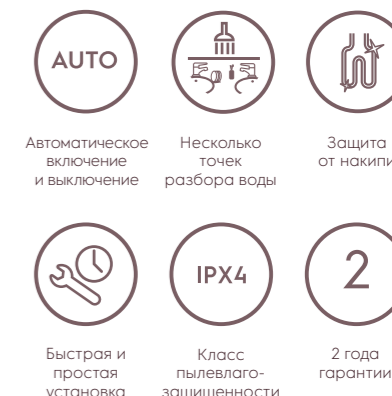 AUTO
Автоматическое
включение
и выключение
Несколько
точек
разбора воды
Защита
от накипи
Быстрая и
простая
установка
IPX4
Класс
пылевлаго-
защищенности
2
2 года
гарантии